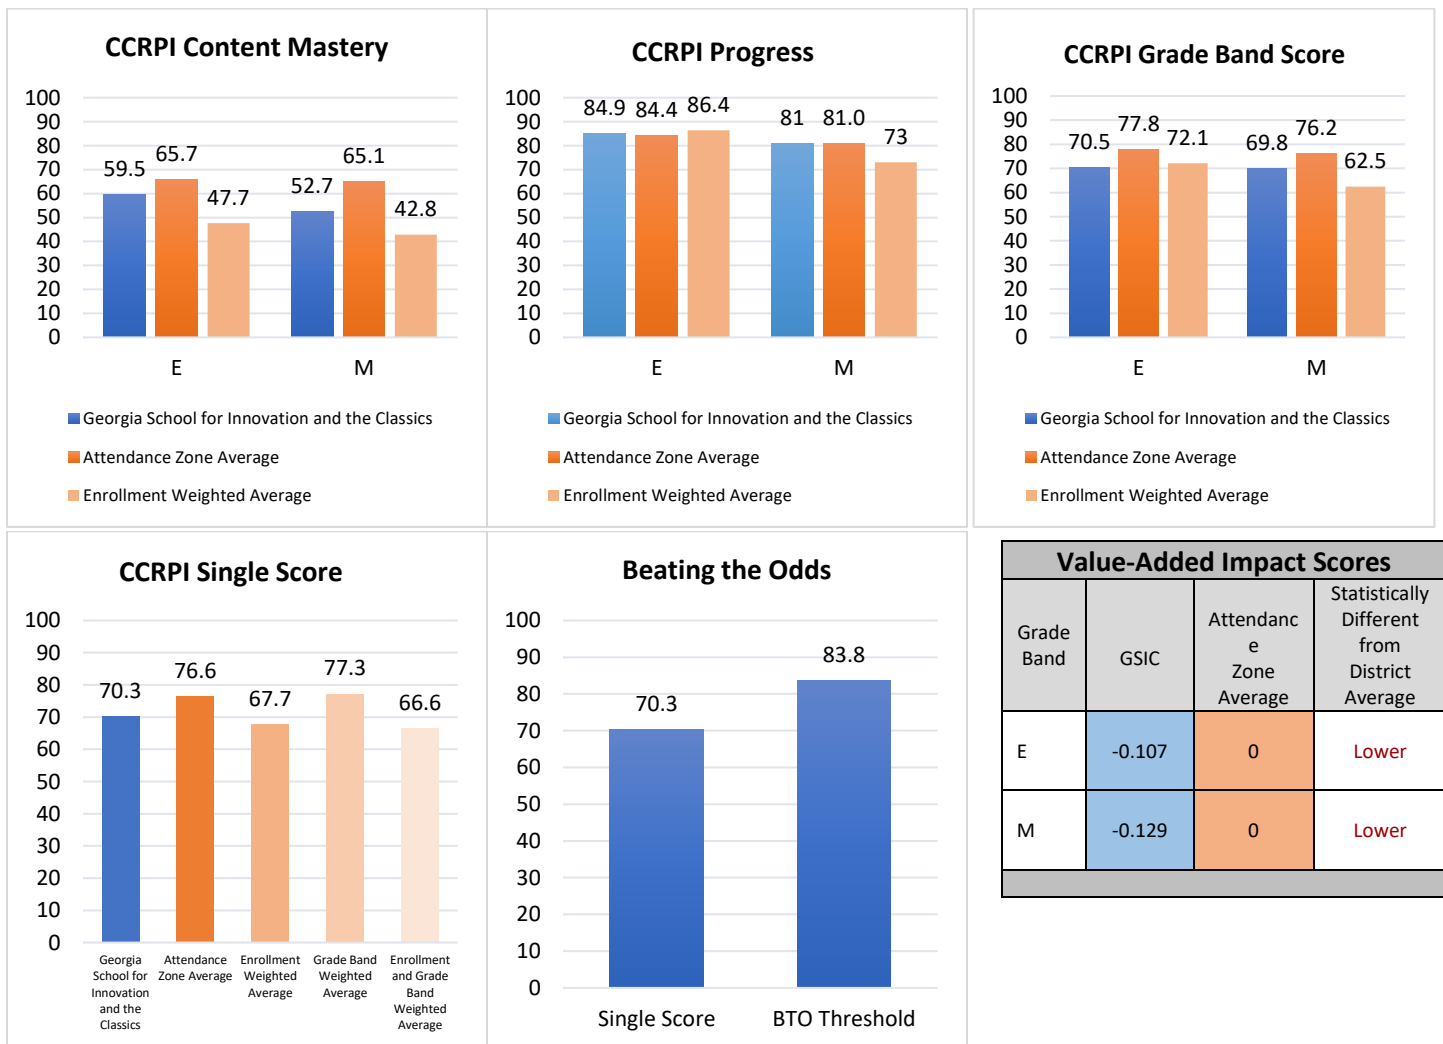 CCRPI Content Mastery
100
90
80
70
60
50
40
30
20
10
0
59.5
65.7
47.7
52.7
65.1
42.8
E
M
Georgia School for Innovation and the Classics
Attendance Zone Average
Enrollment Weighted Average
CCRPI Progress
100
90
80
70
60
50
40
30
20
10
0
84.9
84.4
86.4
81
81.0
73
E
M
Georgia School for Innovation and the Classics
Attendance Zone Average
Enrollment Weighted Average
CCRPI Grade Band Score
100
90
80
70
60
50
40
30
20
10
0
70.5
77.8
72.1
69.8
76.2
62.5
E
M
Georgia School for Innovation and the Classics
Attendance Zone Average
Enrollment Weighted Average
CCRPI Single Score
100
90
80
70
60
50
40
30
20
10
0
70.3
76.6
67.7
77.3
66.6
Georgia
School for
Innovation
and the
Classics
Attendance
Zone Average
Enrollment
Weighted
Average
Grade Band
Weighted
Average
Enrollment
and Grade
Band
Weighted
Average
Beating the Odds
100
90
80
70
60
50
40
30
20
10
0
70.3
83.8
Single Score
BTO Threshold
Value-Added Impact Scores
Grade
Band
GSIC
Attendanc
e
Zone
Average
Statistically
Different
from
District
Average
E
-0.107
0
Lower
M
-0.129
0
Lower